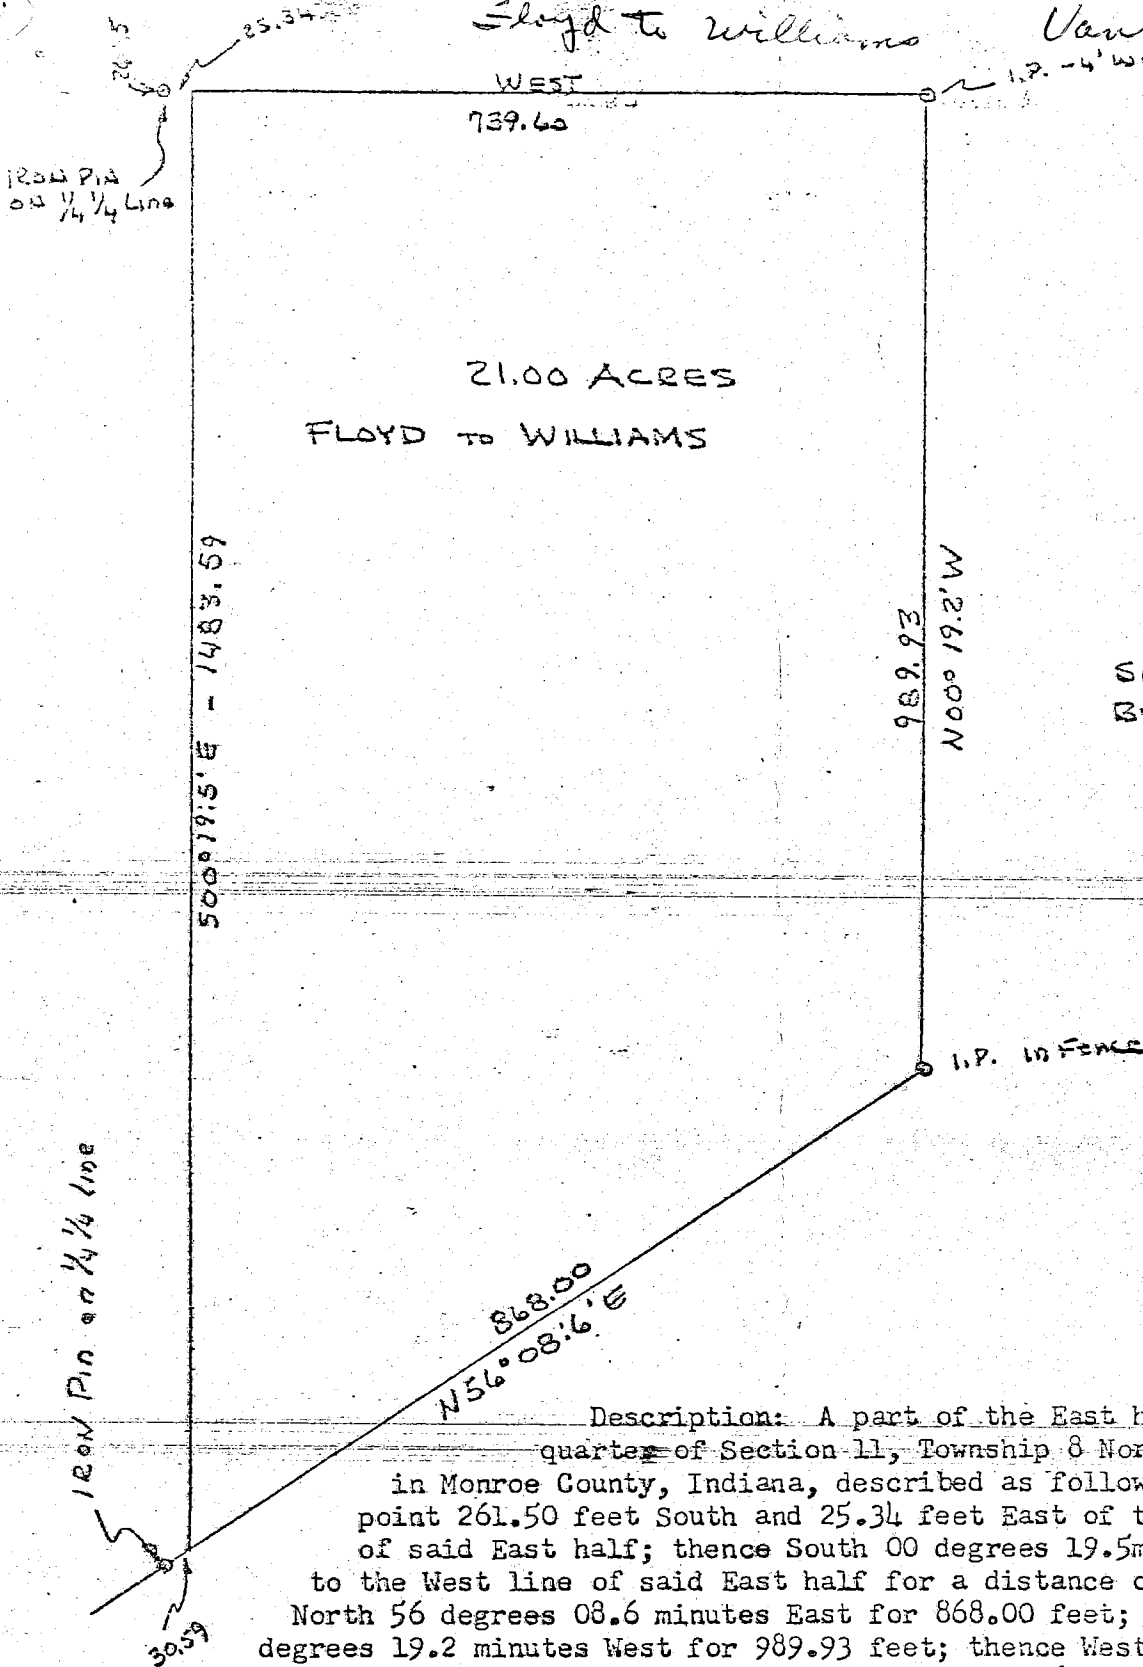 Floyd to Williams Van
25.34
I.P. - 4' W
WEST
739.60
IRON PIN
ON 1/4 1/4 Line
21.00 ACRES
FLOYD TO WILLIAMS
S00° 19.5' E - 1483.59
989.93
N00° 19.2' W
S
B
I.P. in Fence
IRON Pin on 1/4 1/4 line
868.00
N56° 08.6' E
30.59
Description: A part of the East h
quarter of Section 11, Township 8 Nor
in Monroe County, Indiana, described as follow
point 261.50 feet South and 25.34 feet East of t
of said East half; thence South 00 degrees 19.5m
to the West line of said East half for a distance o
North 56 degrees 08.6 minutes East for 868.00 feet;
degrees 19.2 minutes West for 989.93 feet; thence West